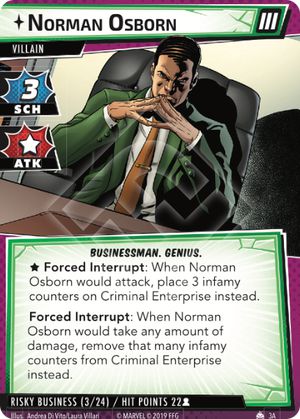 NORMAN OSBORN
III
VILLAIN
3
SCH
ATK
BUSINESSMAN. GENIUS.
★ Forced Interrupt: When Norman
Osborn would attack, place 3 infamy
counters on Criminal Enterprise instead.
Forced Interrupt: When Norman
Osborn would take any amount of
damage, remove that many infamy
counters from Criminal Enterprise
instead.
RISKY BUSINESS (3/24) / HIT POINTS 22
Illus. Andrea Di Vito/Laura Villari © MARVEL © 2019 FFG 3A